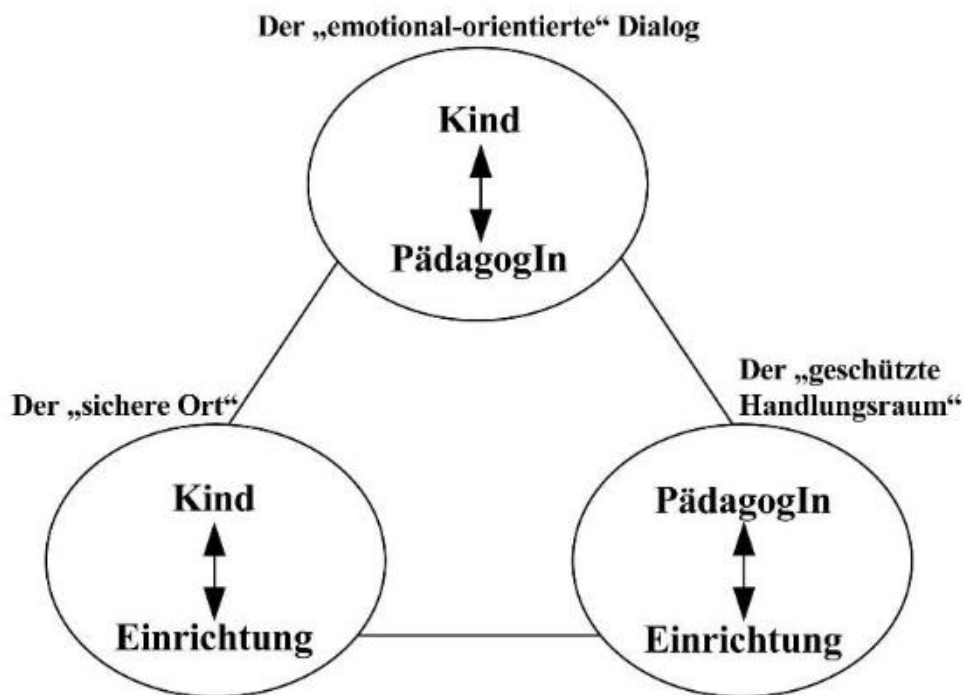 Der „emotional-orientierte“ Dialog
Kind
PädagogIn
Der „sichere Ort“
Kind
Einrichtung
Der „geschützte
Handlungsraum“
PädagogIn
Einrichtung